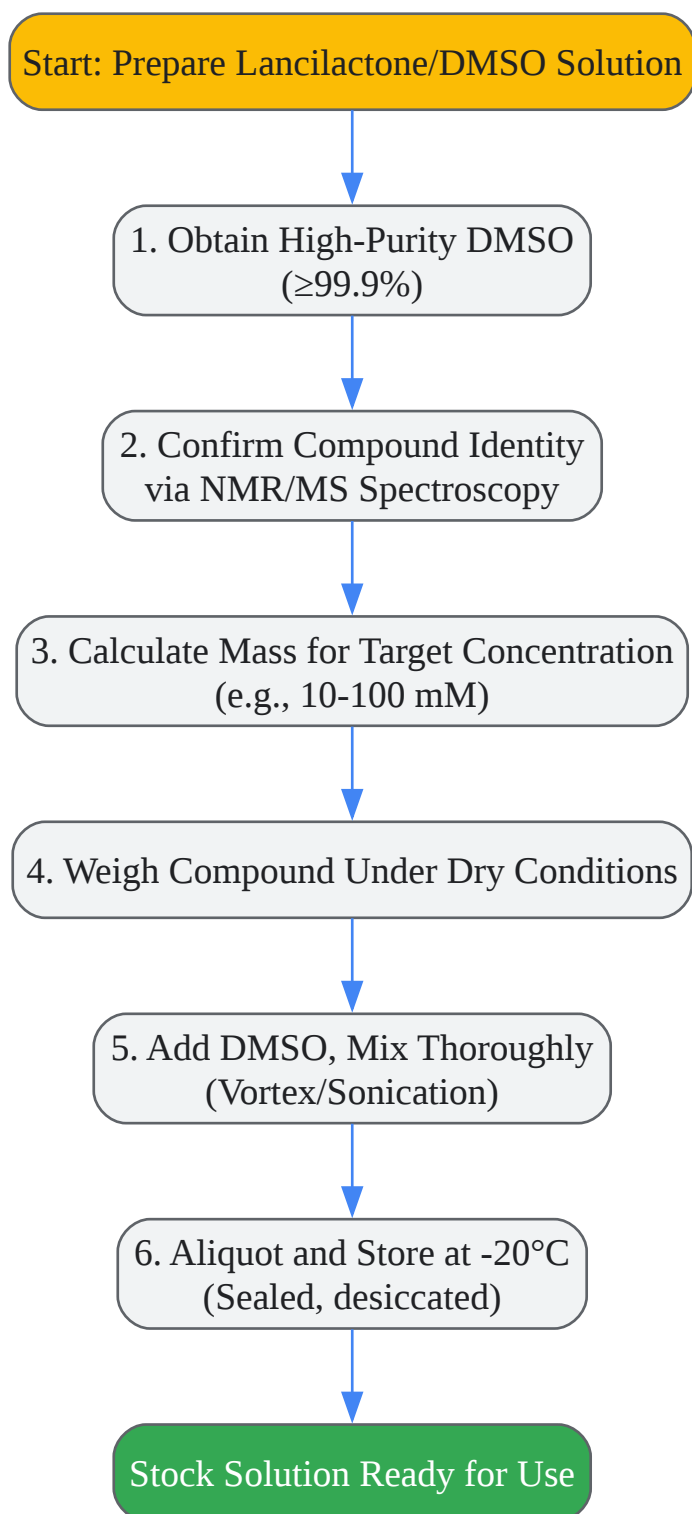 Start: Prepare Lancilactone/DMSO Solution
1. Obtain High-Purity DMSO
(≥99.9%)
2. Confirm Compound Identity
via NMR/MS Spectroscopy
3. Calculate Mass for Target Concentration
(e.g., 10-100 mM)
4. Weigh Compound Under Dry Conditions
5. Add DMSO, Mix Thoroughly
(Vortex/Sonication)
6. Aliquot and Store at -20°C
(Sealed, desiccated)
Stock Solution Ready for Use